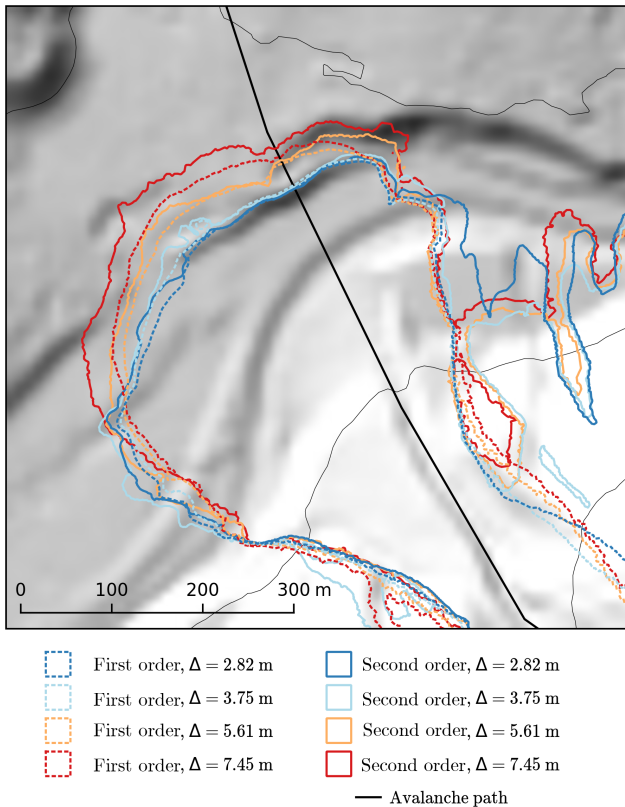 0 100 200 300 m
First order, Δ = 2.82 m Second order, Δ = 2.82 m
First order, Δ = 3.75 m Second order, Δ = 3.75 m
First order, Δ = 5.61 m Second order, Δ = 5.61 m
First order, Δ = 7.45 m Second order, Δ = 7.45 m
Avalanche path